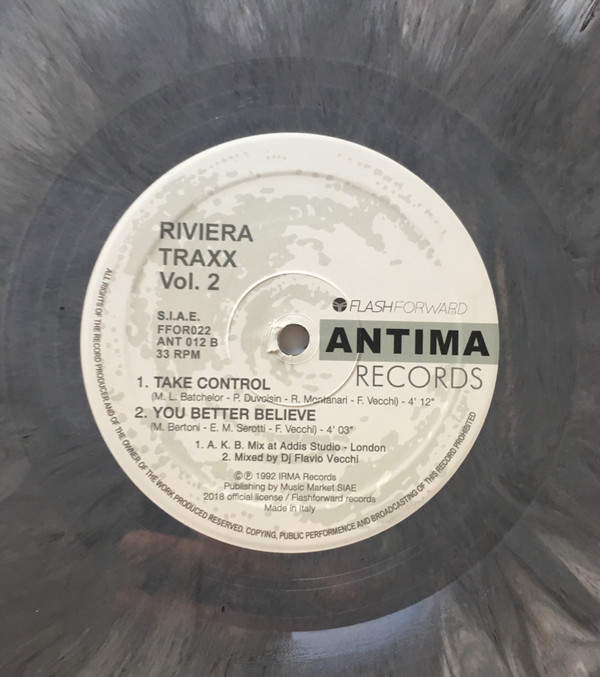 RIVIERA
TRAXX
Vol. 2
S.I.A.E.
FFOR022
ANT 012 B
33 RPM
FLASHFORWARD
ANTIMA
RECORDS
1. TAKE CONTROL
(M. L. Batchelor - P. Duvoisin - R. Montanari - F. Vecchi) - 4' 12"
2. YOU BETTER BELIEVE
(M. Bertoni - E. M. Serotti - F. Vecchi) - 4' 03"
1. A. K. B. Mix at Addis Studio - London
2. Mixed by Dj Flavio Vecchi
© ℗ 1992 IRMA Records
Publishing by Music Market SIAE
2018 official license / Flashforward records
Made in Italy
ALL RIGHTS OF THE RECORD PRODUCER AND OF THE OWNER OF THE WORK PRODUCED RESERVED. COPYING, PUBLIC PERFORMENCE AND BROADCASTING OF THIS RECORD PROHIBITED